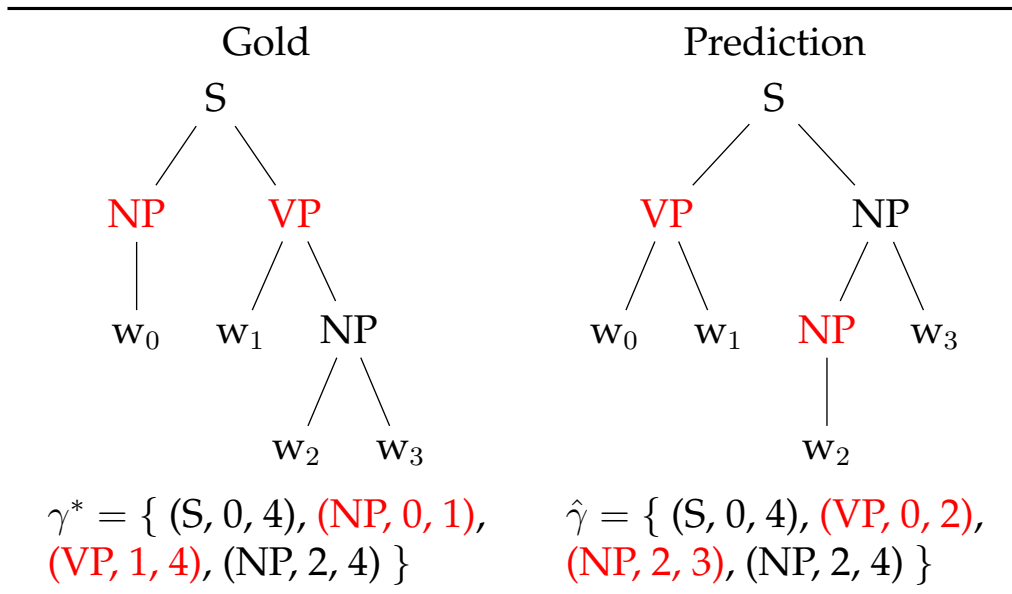 Gold Prediction
S S
NP VP VP NP
w₀ w₁ NP w₀ w₁ NP w₃
w₂ w₃ w₂
γ* = { (S, 0, 4), (NP, 0, 1),
(VP, 1, 4), (NP, 2, 4) }
γ̂ = { (S, 0, 4), (VP, 0, 2),
(NP, 2, 3), (NP, 2, 4) }